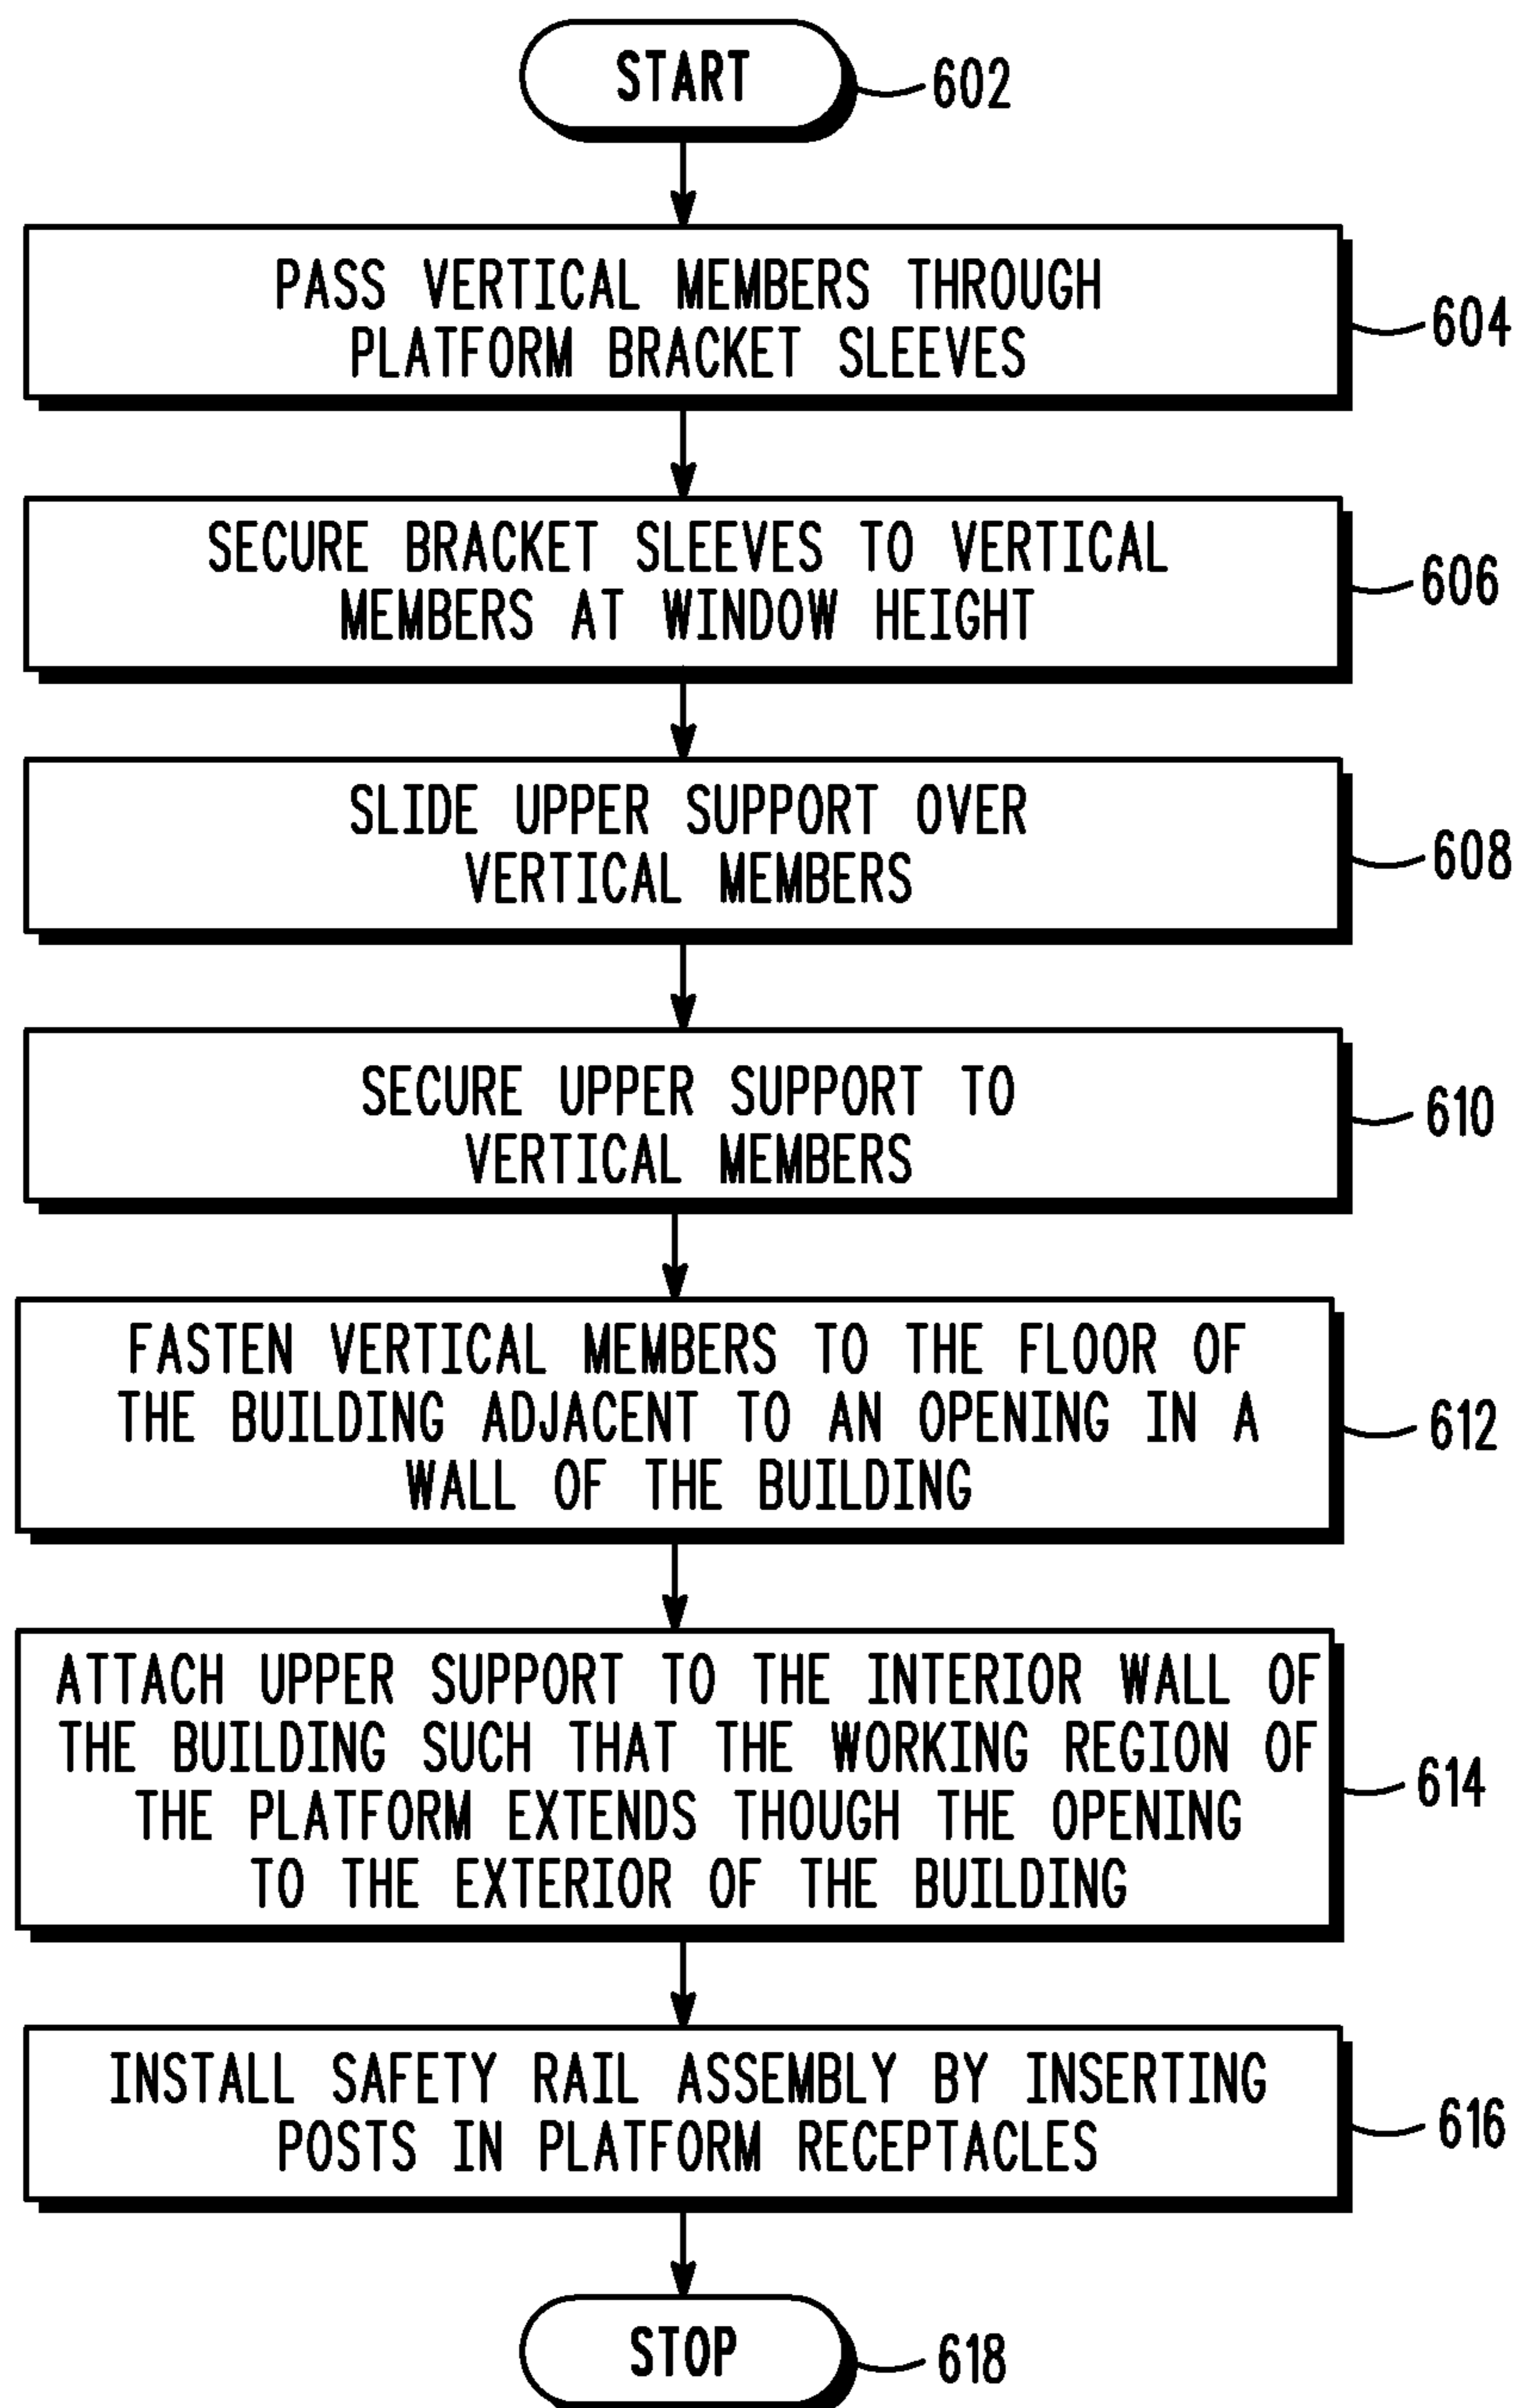 START
602
PASS VERTICAL MEMBERS THROUGH
PLATFORM BRACKET SLEEVES
604
SECURE BRACKET SLEEVES TO VERTICAL
MEMBERS AT WINDOW HEIGHT
606
SLIDE UPPER SUPPORT OVER
VERTICAL MEMBERS
608
SECURE UPPER SUPPORT TO
VERTICAL MEMBERS
610
FASTEN VERTICAL MEMBERS TO THE FLOOR OF
THE BUILDING ADJACENT TO AN OPENING IN A
WALL OF THE BUILDING
612
ATTACH UPPER SUPPORT TO THE INTERIOR WALL OF
THE BUILDING SUCH THAT THE WORKING REGION OF
THE PLATFORM EXTENDS THOUGH THE OPENING
TO THE EXTERIOR OF THE BUILDING
614
INSTALL SAFETY RAIL ASSEMBLY BY INSERTING
POSTS IN PLATFORM RECEPTACLES
616
STOP
618